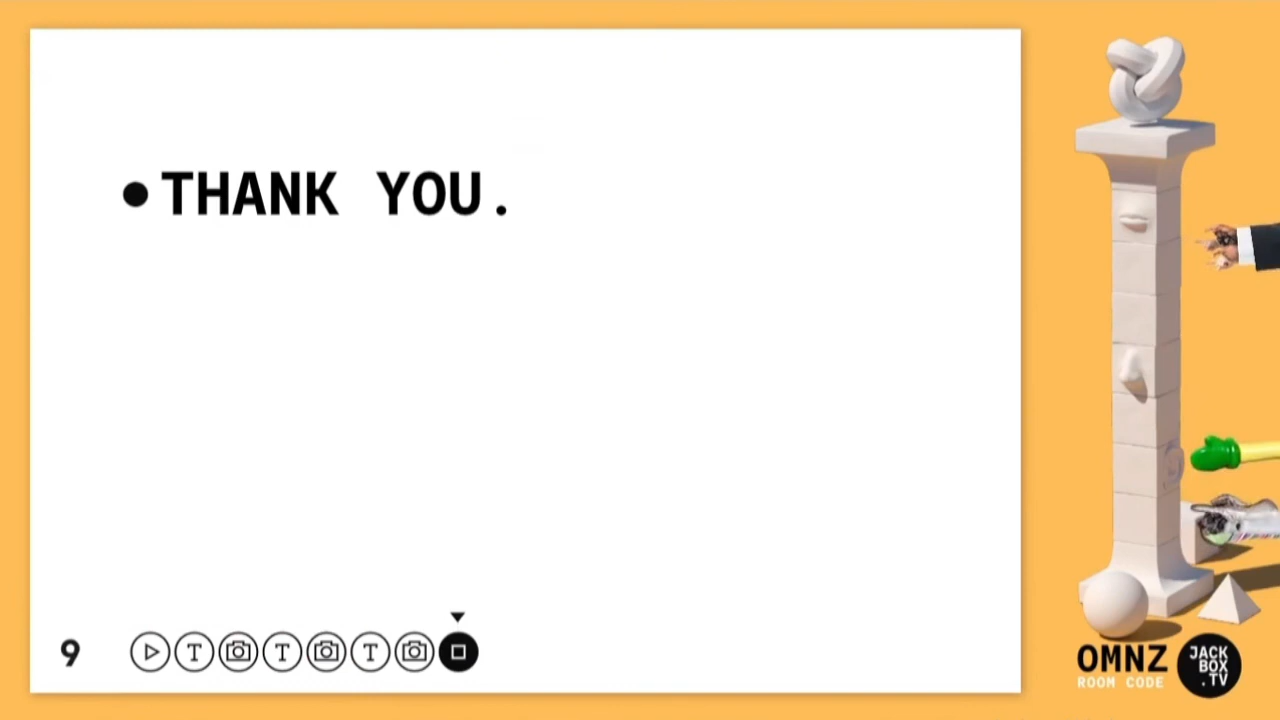 ● THANK YOU.
9
T
T
T
OMNZ
ROOM CODE
JACK
BOX
.TV